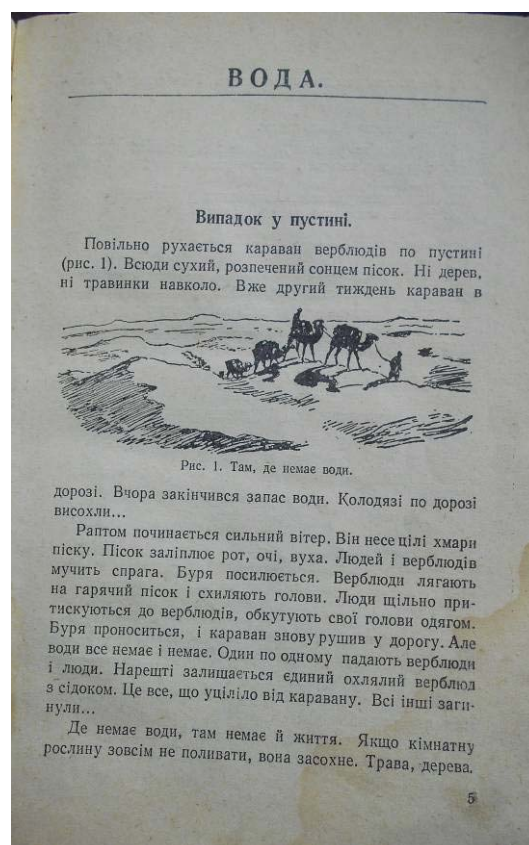 ВОДА.
Випадок у пустині.
Повільно рухається караван верблюдів по пустині
(рис. 1). Всюди сухий, розпечений сонцем пісок. Ні дерев,
ні травинки навколо. Вже другий тиждень караван в
Рис. 1. Там, де немає води.
дорозі. Вчора закінчився запас води. Колодязі по дорозі
висохли...
Раптом починається сильний вітер. Він несе цілі хмари
піску. Пісок заліплює рот, очі, вуха. Людей і верблюдів
мучить спрага. Буря посилюється. Верблюди лягають
на гарячий пісок і схиляють голови. Люди щільно при-
тискуються до верблюдів, обкутують свої голови одягом.
Буря проноситься, і караван знову рушив у дорогу. Але
води все немає і немає. Один по одному падають верблюди
і люди. Нарешті залишається єдиний охлялий верблюд
з сідоком. Це все, що уціліло від каравану. Всі інші заги-
нули...
Де немає води, там немає й життя. Якщо кімнатну
рослину зовсім не поливати, вона засохне. Трава, дерева.
5